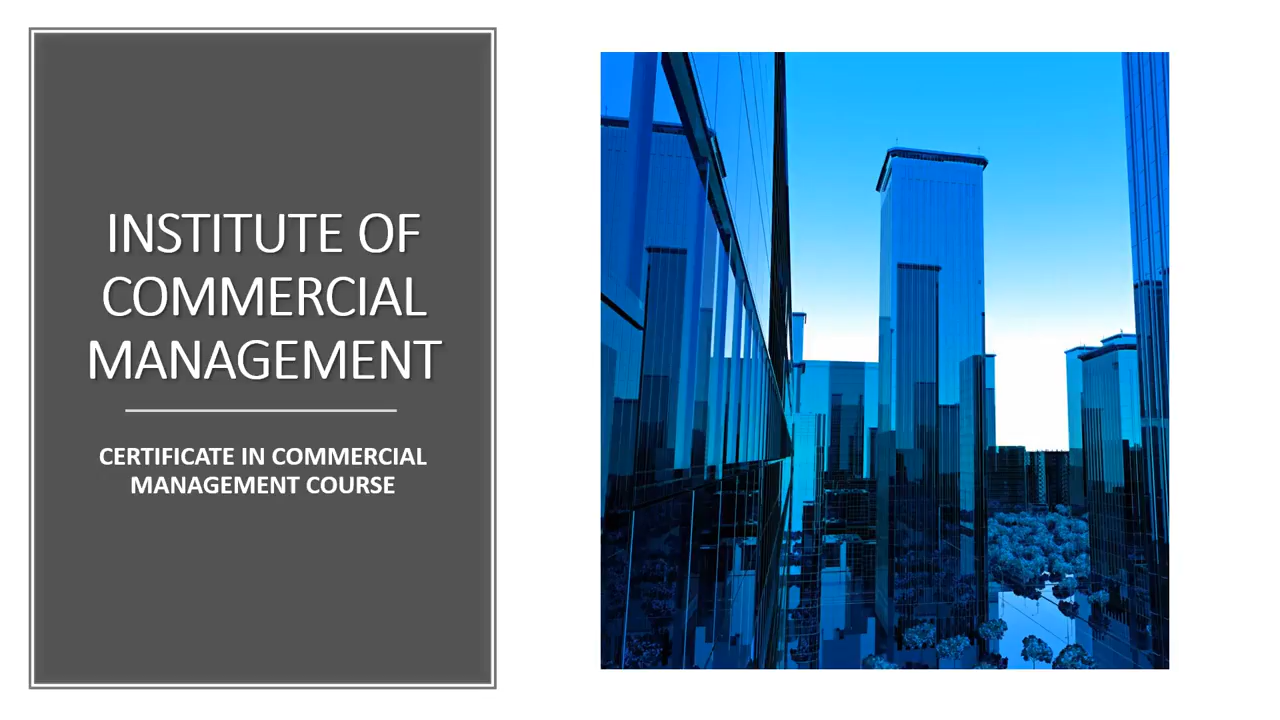 INSTITUTE OF
COMMERCIAL
MANAGEMENT
CERTIFICATE IN COMMERCIAL
MANAGEMENT COURSE